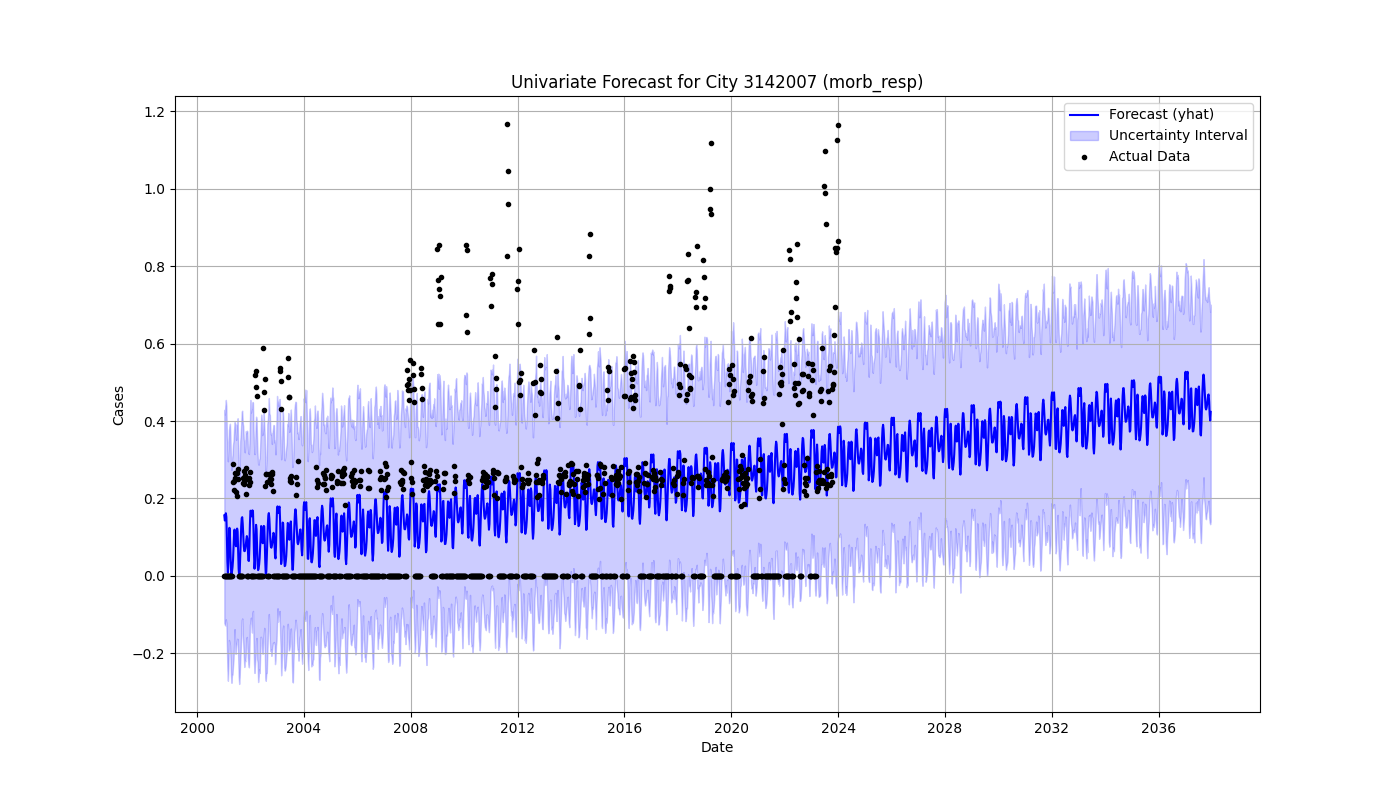 Univariate Forecast for City 3142007 (morb_resp)
Forecast (yhat)
Uncertainty Interval
Actual Data
Cases
1.2
1.0
0.8
0.6
0.4
0.2
0.0
−0.2
2000 2004 2008 2012 2016 2020 2024 2028 2032 2036
Date